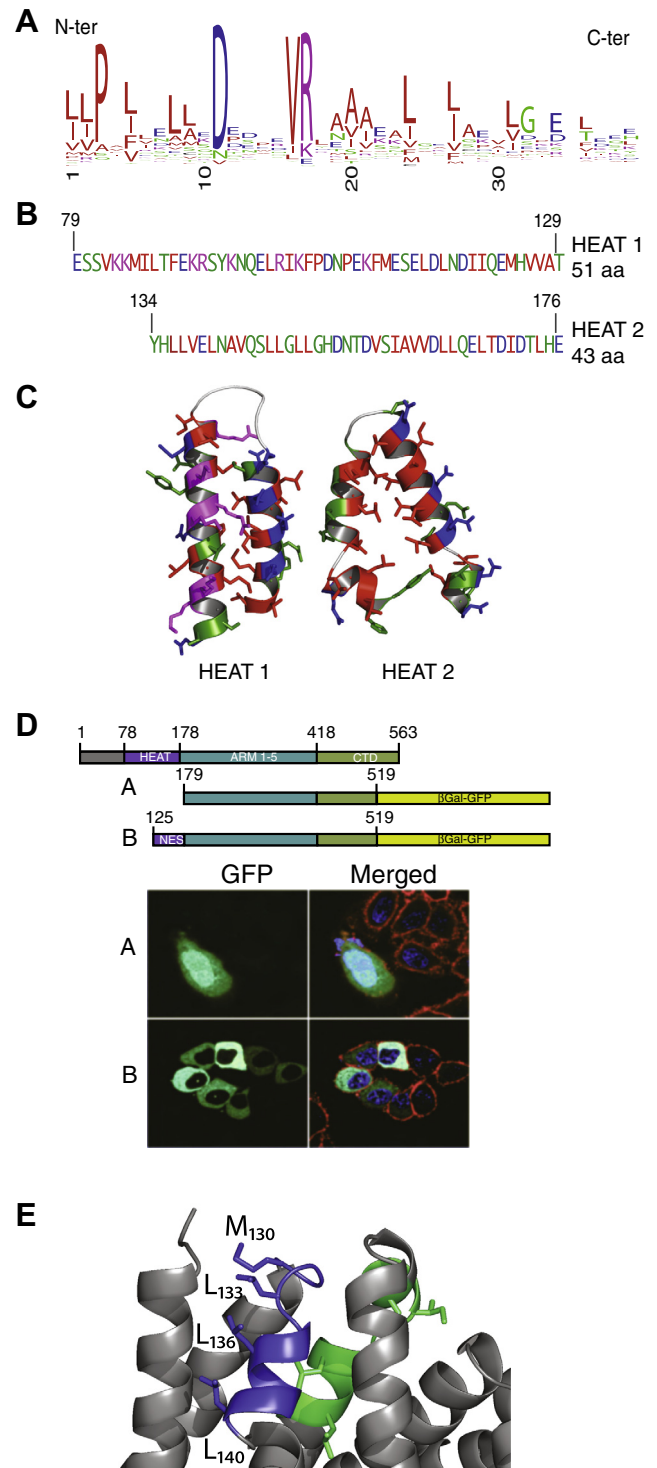 A
N-ter
C-ter
L L P L L L D E V R A A A L L L G E L
1 10 20 30
B
79 129
ESSVKKMILTFEKRSYKNQELRIKFPDNPEKFMESELDLNDIIQEMHVVAT
HEAT 1
51 aa
134 176
YHLLVELNAVQSLLGLLGHDNTDVSIAVVDLLQELTDIDTLHE
HEAT 2
43 aa
C
HEAT 1 HEAT 2
D
1 78 178 418 563
HEAT ARM 1-5 CTD
179 519
A βGal-GFP
125 519
B NES βGal-GFP
GFP Merged
A
B
E
M130
L133
L136
L140